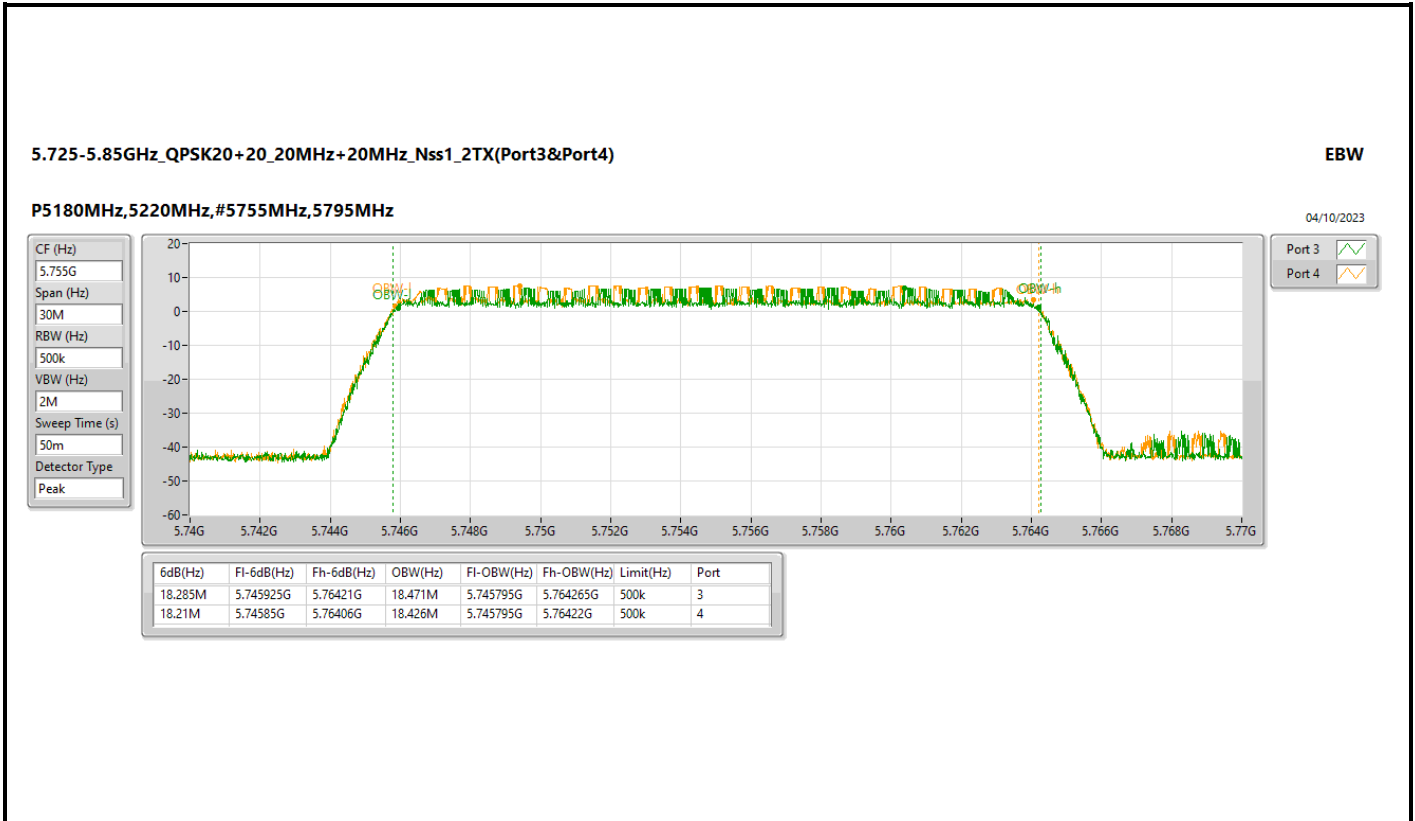 5.725-5.85GHz_QPSK20+20_20MHz+20MHz_Nss1_2TX(Port3&Port4) EBW
P5180MHz,5220MHz,#5755MHz,5795MHz
04/10/2023
CF (Hz)
5.755G
Span (Hz)
30M
RBW (Hz)
500k
VBW (Hz)
2M
Sweep Time (s)
50m
Detector Type
Peak
20
10
0
-10
-20
-30
-40
-50
-60
OBW-l
OBW-l
OBW-h
OBW-h
5.74G 5.742G 5.744G 5.746G 5.748G 5.75G 5.752G 5.754G 5.756G 5.758G 5.76G 5.762G 5.764G 5.766G 5.768G 5.77G
Port 3
Port 4
6dB(Hz) Fl-6dB(Hz) Fh-6dB(Hz) OBW(Hz) Fl-OBW(Hz) Fh-OBW(Hz) Limit(Hz) Port
18.285M 5.745925G 5.76421G 18.471M 5.745795G 5.764265G 500k 3
18.21M 5.74585G 5.76406G 18.426M 5.745795G 5.76422G 500k 4